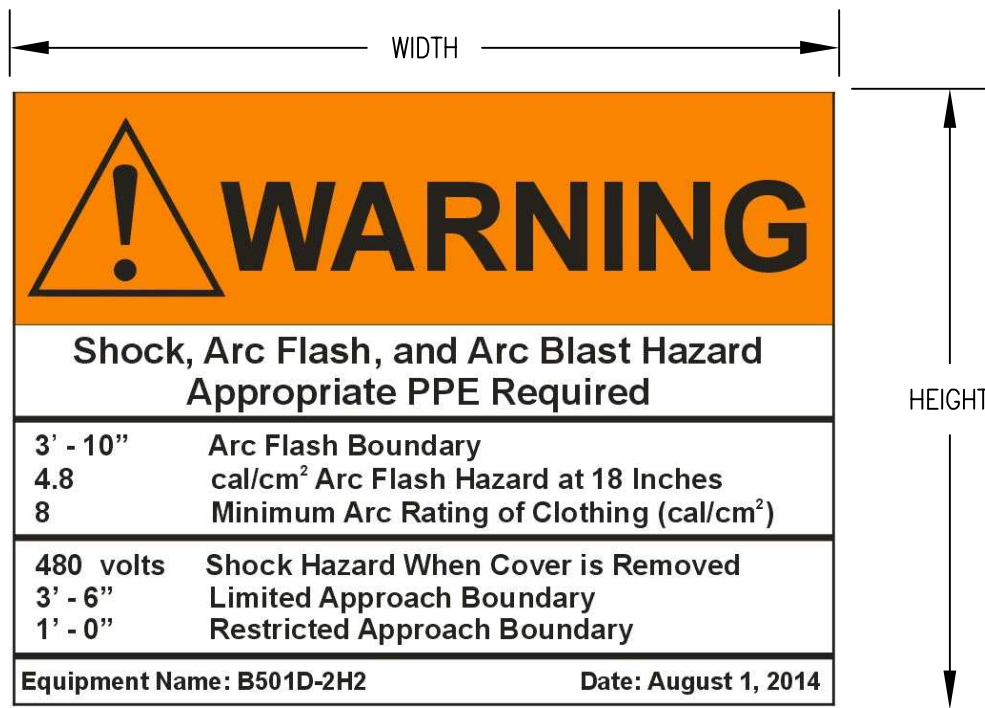 WIDTH
WARNING
Shock, Arc Flash, and Arc Blast Hazard
Appropriate PPE Required
HEIGHT
3’ - 10” Arc Flash Boundary
4.8 cal/cm² Arc Flash Hazard at 18 Inches
8 Minimum Arc Rating of Clothing (cal/cm²)
480 volts Shock Hazard When Cover is Removed
3’ - 6” Limited Approach Boundary
1’ - 0” Restricted Approach Boundary
Equipment Name: B501D-2H2 Date: August 1, 2014